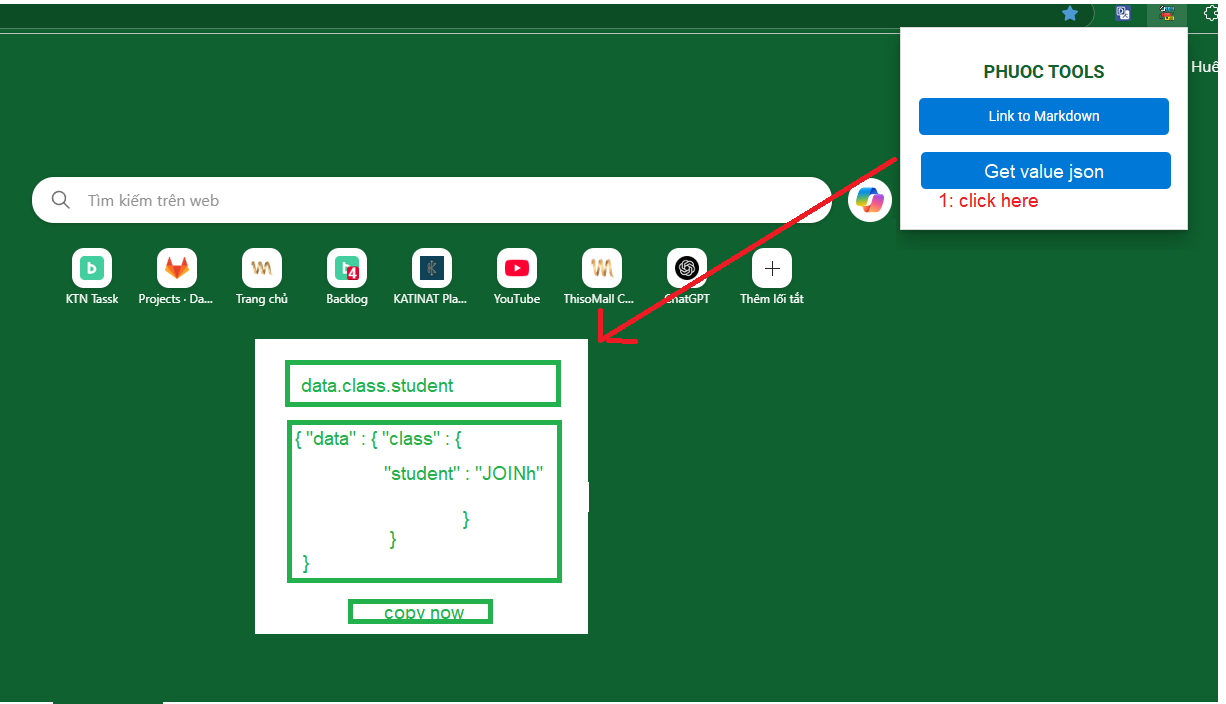 PHUOC TOOLS
Huế
Link to Markdown
Get value json
1: click here
Tìm kiếm trên web
KTN Tassk
Projects · Da...
Trang chủ
4
Backlog
KATINAT Pla...
YouTube
ThisoMall C...
ChatGPT
Thêm lối tắt
data.class.student
{ "data" : { "class" : {
"student" : "JOINh"
}
}
}
copy now